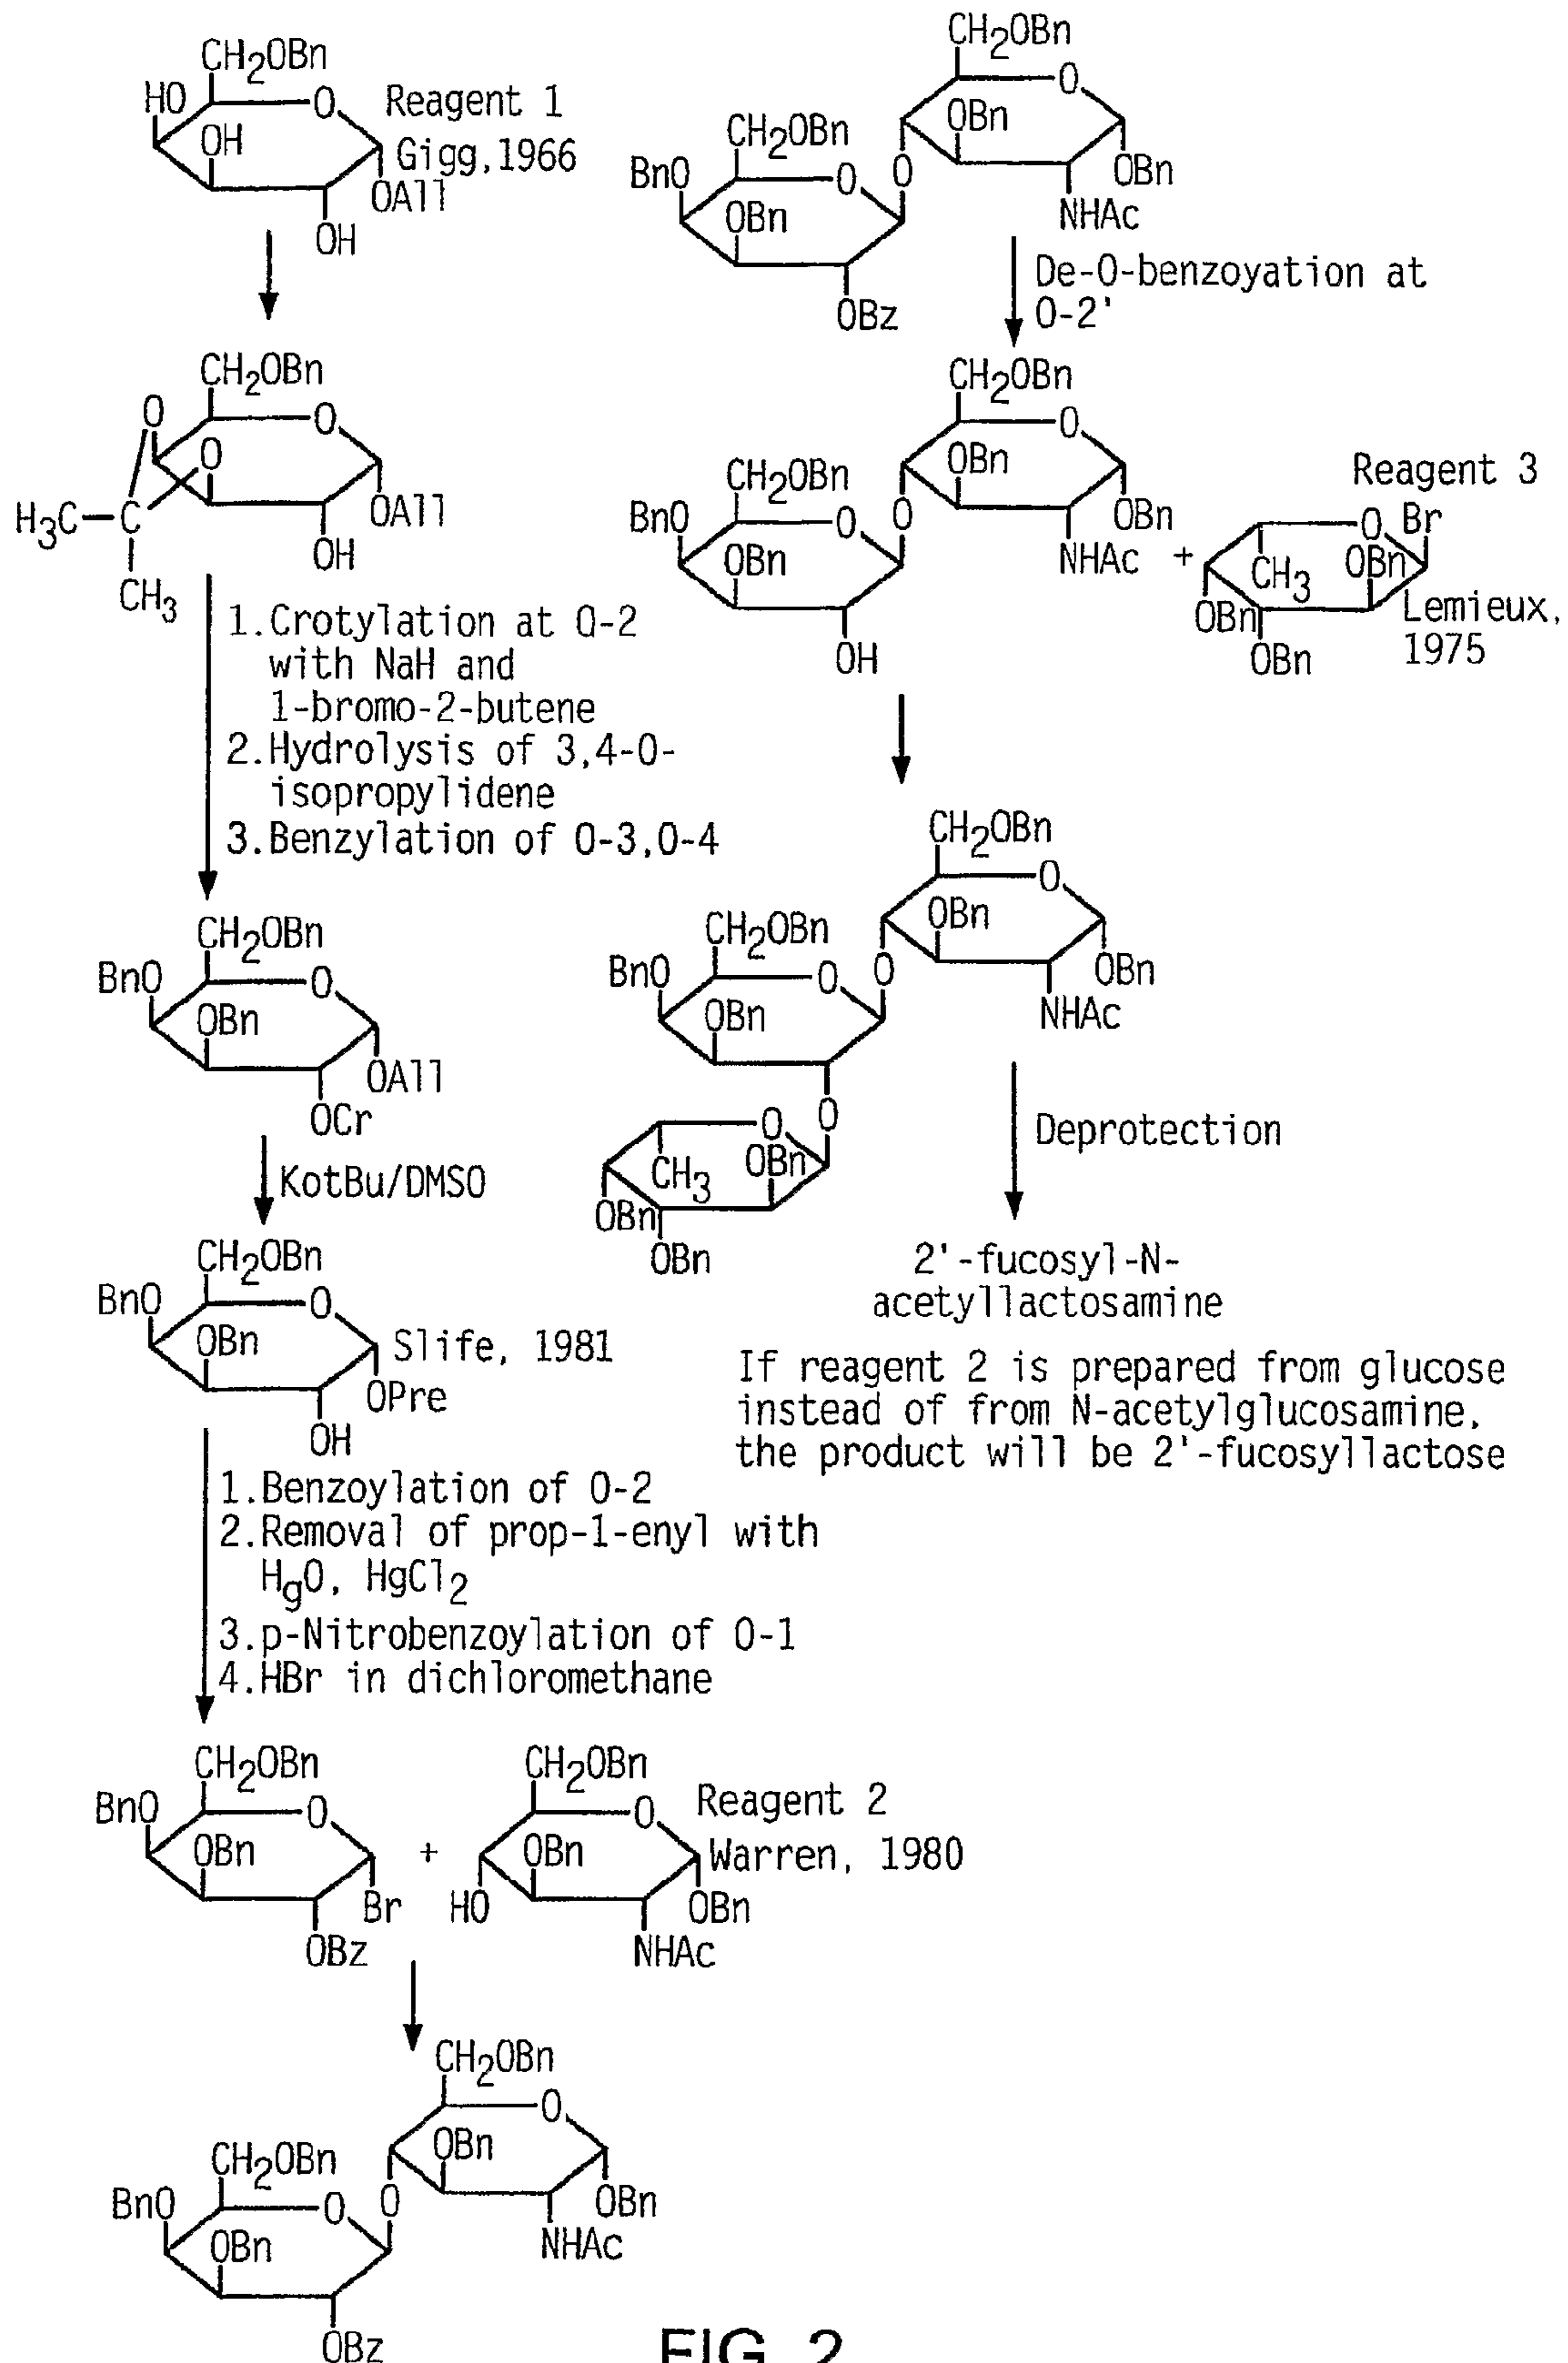 CH2OBn
HO
O
OH
Reagent 1
Gigg,1966
OAll
OH
CH2OBn
O
O
O
H3C
C
OAll
OH
CH3
1.Crotylation at O-2
with NaH and
1-bromo-2-butene
2.Hydrolysis of 3,4-O-
isopropylidene
3.Benzylation of O-3,O-4
CH2OBn
BnO
O
OBn
OAll
OCr
KotBu/DMSO
CH2OBn
BnO
O
OBn
Slife, 1981
OPre
OH
1.Benzoylation of O-2
2.Removal of prop-1-enyl with
HgO, HgCl2
3.p-Nitrobenzoylation of O-1
4.HBr in dichloromethane
CH2OBn
BnO
O
OBn
Br
OBz
+
CH2OBn
O
OBn
HO
OBn
NHAc
Reagent 2
Warren, 1980
CH2OBn
O
OBn
OBn
NHAc
O
CH2OBn
BnO
O
OBn
OBz
CH2OBn
O
OBn
OBn
NHAc
O
CH2OBn
BnO
O
OBn
OBz
De-O-benzoyation at
O-2'
CH2OBn
O
OBn
OBn
NHAc
O
CH2OBn
BnO
O
OBn
OH
+
Reagent 3
O
Br
CH3
OBn
OBn
OBn
Lemieux,
1975
CH2OBn
O
OBn
OBn
NHAc
O
CH2OBn
BnO
O
OBn
O
O
CH3
OBn
OBn
OBn
Deprotection
2'-fucosyl-N-
acetyllactosamine
If reagent 2 is prepared from glucose
instead of from N-acetylglucosamine,
the product will be 2'-fucosyllactose
FIG. 2